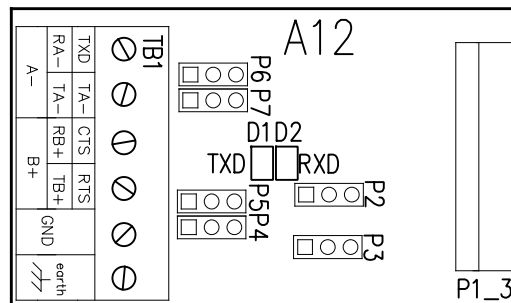 A12
TB1
TXD
RA-
TA-
TA-
A-
CTS
RB+
RTS
TB+
B+
GND
earth
P6
P7
D1 D2
TXD
RXD
P5
P4
P2
P3
P1_3